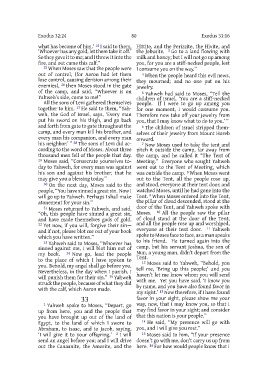 Exodus 32:24
80
Exodus 33:16
what has become of him.’ 24 I said to them,
‘Whoever has any gold, let them take it off.’
So they gave it to me; and I threw it into the
fire, and out came this calf.”
25 When Moses saw that the people were
out of control, (for Aaron had let them
lose control, causing derision among their
enemies), 26 then Moses stood in the gate
of the camp, and said, “Whoever is on
Yahweh’s side, come to me!”
All the sons of Levi gathered themselves
together to him. 27 He said to them, “Yah-
weh, the God of Israel, says, ‘Every man
put his sword on his thigh, and go back
and forth from gate to gate throughout the
camp, and every man kill his brother, and
every man his companion, and every man
his neighbor.’” 28 The sons of Levi did ac-
cording to the word of Moses. About three
thousand men fell of the people that day.
29 Moses said, “Consecrate yourselves to-
day to Yahweh, for every man was against
his son and against his brother, that he
may give you a blessing today.”
30 On the next day, Moses said to the
people, “You have sinned a great sin. Now I
will go up to Yahweh. Perhaps I shall make
atonement for your sin.”
31 Moses returned to Yahweh, and said,
“Oh, this people have sinned a great sin,
and have made themselves gods of gold.
32 Yet now, if you will, forgive their sin—
and if not, please blot me out of your book
which you have written.”
33 Yahweh said to Moses, “Whoever has
sinned against me, I will blot him out of
my book. 34 Now go, lead the people
to the place of which I have spoken to
you. Behold, my angel shall go before you.
Nevertheless, in the day when I punish, I
will punish them for their sin.” 35 Yahweh
struck the people, because of what they did
with the calf, which Aaron made.
33
1 Yahweh spoke to Moses, “Depart, go
up from here, you and the people that
you have brought up out of the land of
Egypt, to the land of which I swore to
Abraham, to Isaac, and to Jacob, saying,
‘I will give it to your offspring.’ 2 I will
send an angel before you; and I will drive
out the Canaanite, the Amorite, and the
Hittite, and the Perizzite, the Hivite, and
the Jebusite. 3 Go to a land flowing with
milk and honey; but I will not go up among
you, for you are a stiff-necked people, lest
I consume you on the way.”
4 When the people heard this evil news,
they mourned; and no one put on his
jewelry.
5 Yahweh had said to Moses, “Tell the
children of Israel, ‘You are a stiff-necked
people. If I were to go up among you
for one moment, I would consume you.
Therefore now take off your jewelry from
you, that I may know what to do to you.’”
6 The children of Israel stripped them-
selves of their jewelry from Mount Horeb
onward.
7 Now Moses used to take the tent and
pitch it outside the camp, far away from
the camp, and he called it “The Tent of
Meeting.” Everyone who sought Yahweh
went out to the Tent of Meeting, which
was outside the camp. 8 When Moses went
out to the Tent, all the people rose up,
and stood, everyone at their tent door, and
watched Moses, until he had gone into the
Tent. 9 When Moses entered into the Tent,
the pillar of cloud descended, stood at the
door of the Tent, and Yahweh spoke with
Moses. 10 All the people saw the pillar
of cloud stand at the door of the Tent,
and all the people rose up and worshiped,
everyone at their tent door. 11 Yahweh
spoke to Moses face to face, as a man speaks
to his friend. He turned again into the
camp, but his servant Joshua, the son of
Nun, a young man, didn’t depart from the
Tent.
12 Moses said to Yahweh, “Behold, you
tell me, ‘Bring up this people;’ and you
haven’t let me know whom you will send
with me. Yet you have said, ‘I know you
by name, and you have also found favor in
my sight.’ 13 Now therefore, if I have found
favor in your sight, please show me your
way, now, that I may know you, so that I
may find favor in your sight; and consider
that this nation is your people.”
14 He said, “My presence will go with
you, and I will give you rest.”
15 Moses said to him, “If your presence
doesn’t go with me, don’t carry us up from
here. 16 For how would people know that I